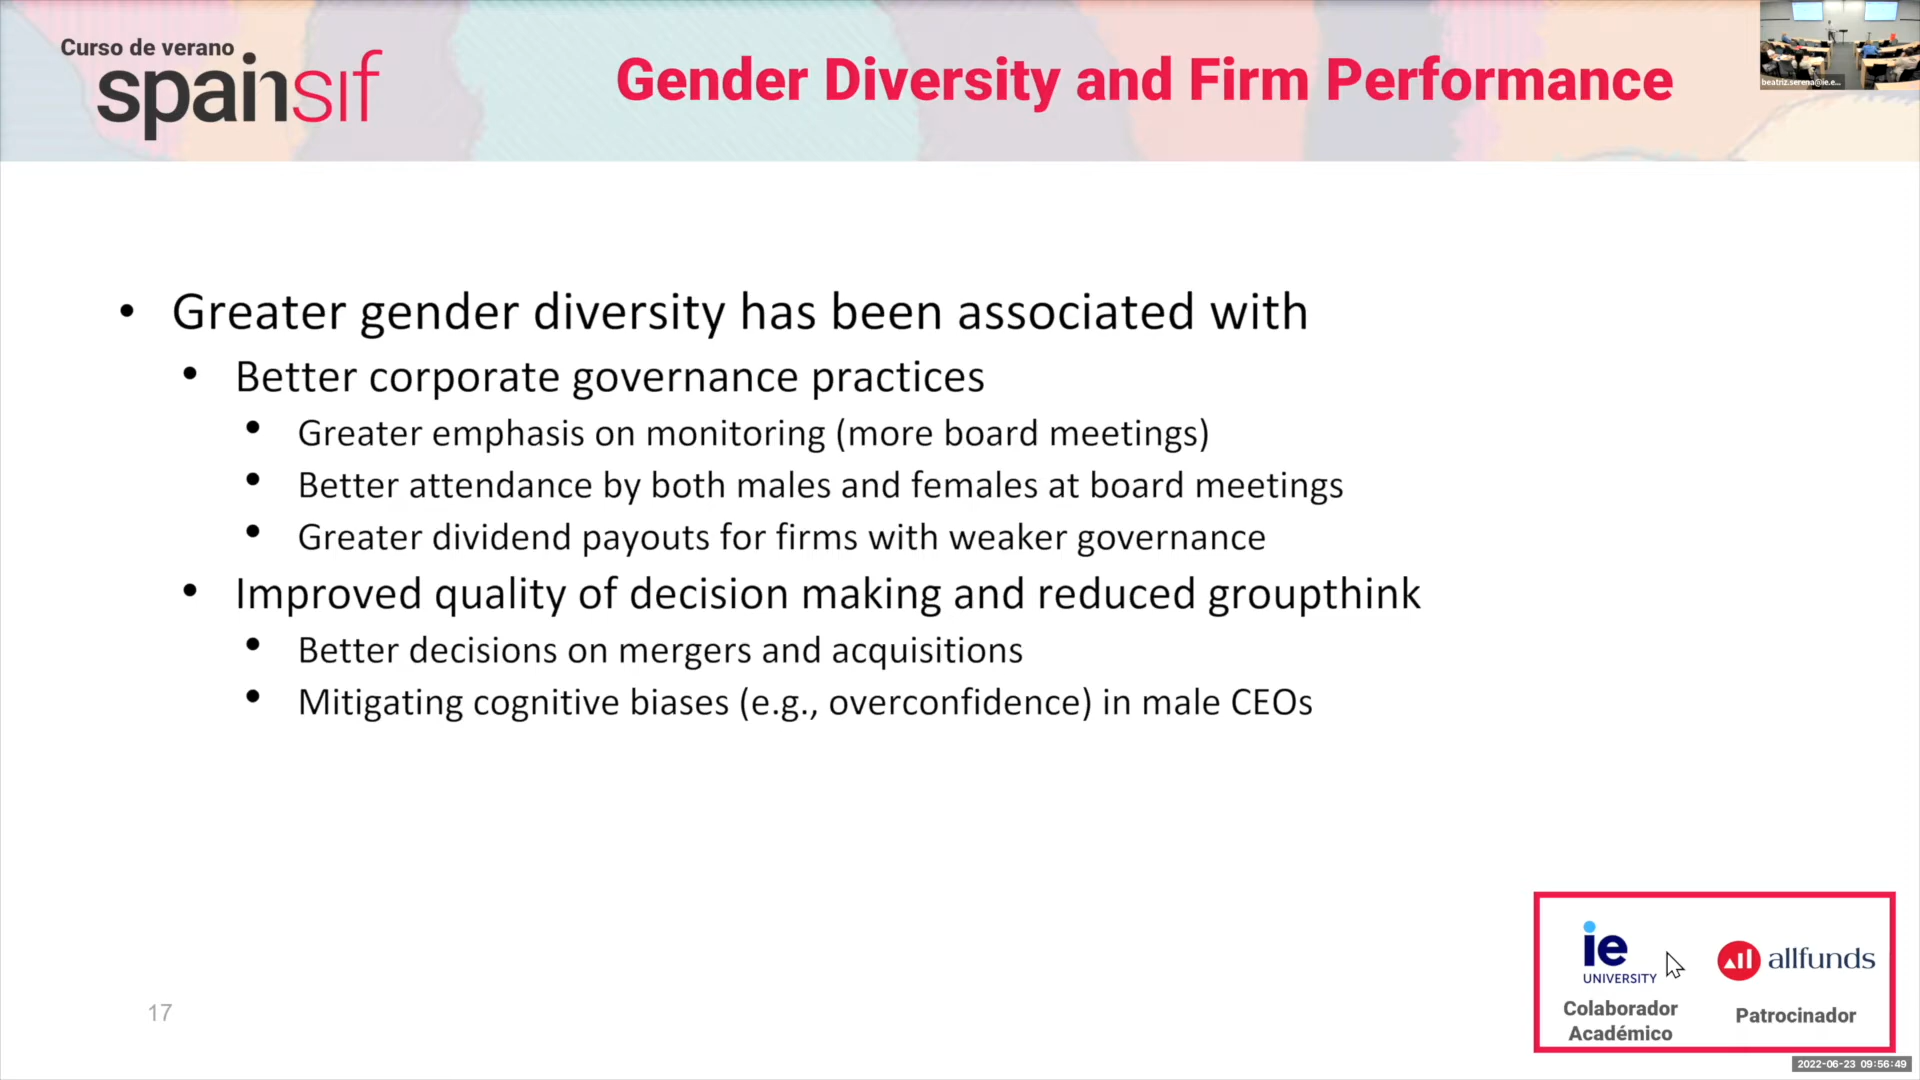 Curso de verano
spainsif
Gender Diversity and Firm Performance
beatriz.serena@ie.e...
• Greater gender diversity has been associated with
• Better corporate governance practices
• Greater emphasis on monitoring (more board meetings)
• Better attendance by both males and females at board meetings
• Greater dividend payouts for firms with weaker governance
• Improved quality of decision making and reduced groupthink
• Better decisions on mergers and acquisitions
• Mitigating cognitive biases (e.g., overconfidence) in male CEOs
ie
UNIVERSITY
Colaborador
Académico
allfunds
Patrocinador
17
2022-06-23 09:56:49